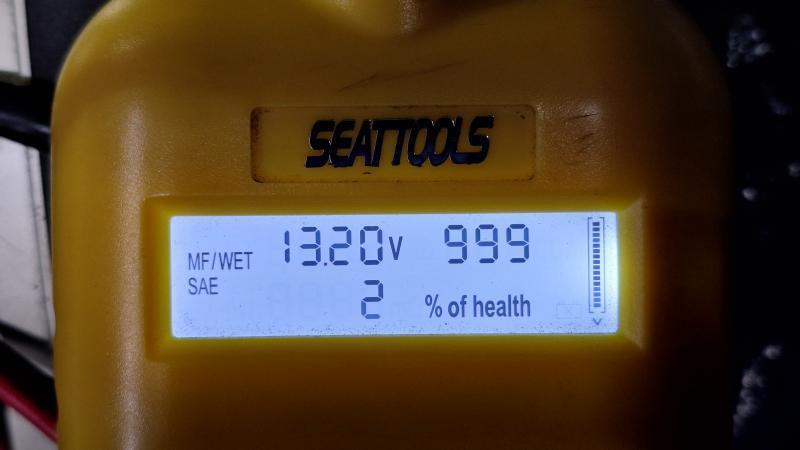 SEATTOOLS
MF/WET 13.20V 999
SAE
2 % of health